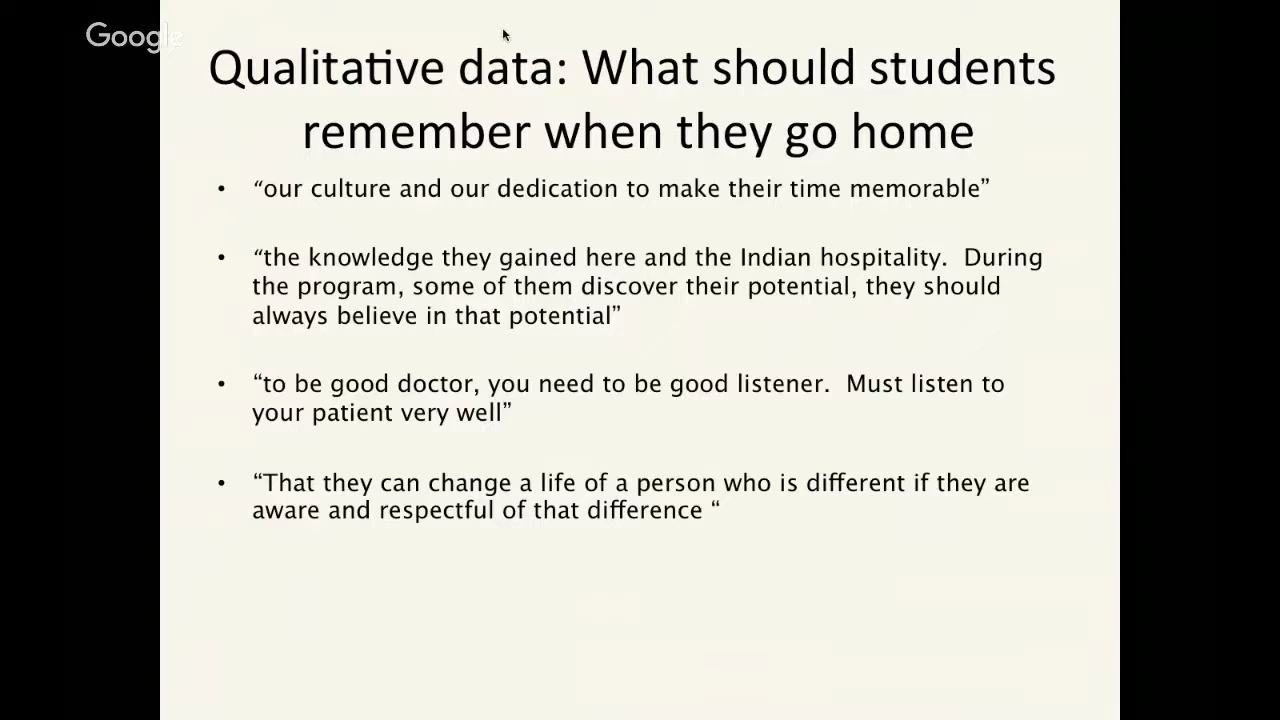 Google
Qualitative data: What should students
remember when they go home
• “our culture and our dedication to make their time memorable”
• “the knowledge they gained here and the Indian hospitality.  During
the program, some of them discover their potential, they should
always believe in that potential”
• “to be good doctor, you need to be good listener.  Must listen to
your patient very well”
• “That they can change a life of a person who is different if they are
aware and respectful of that difference “